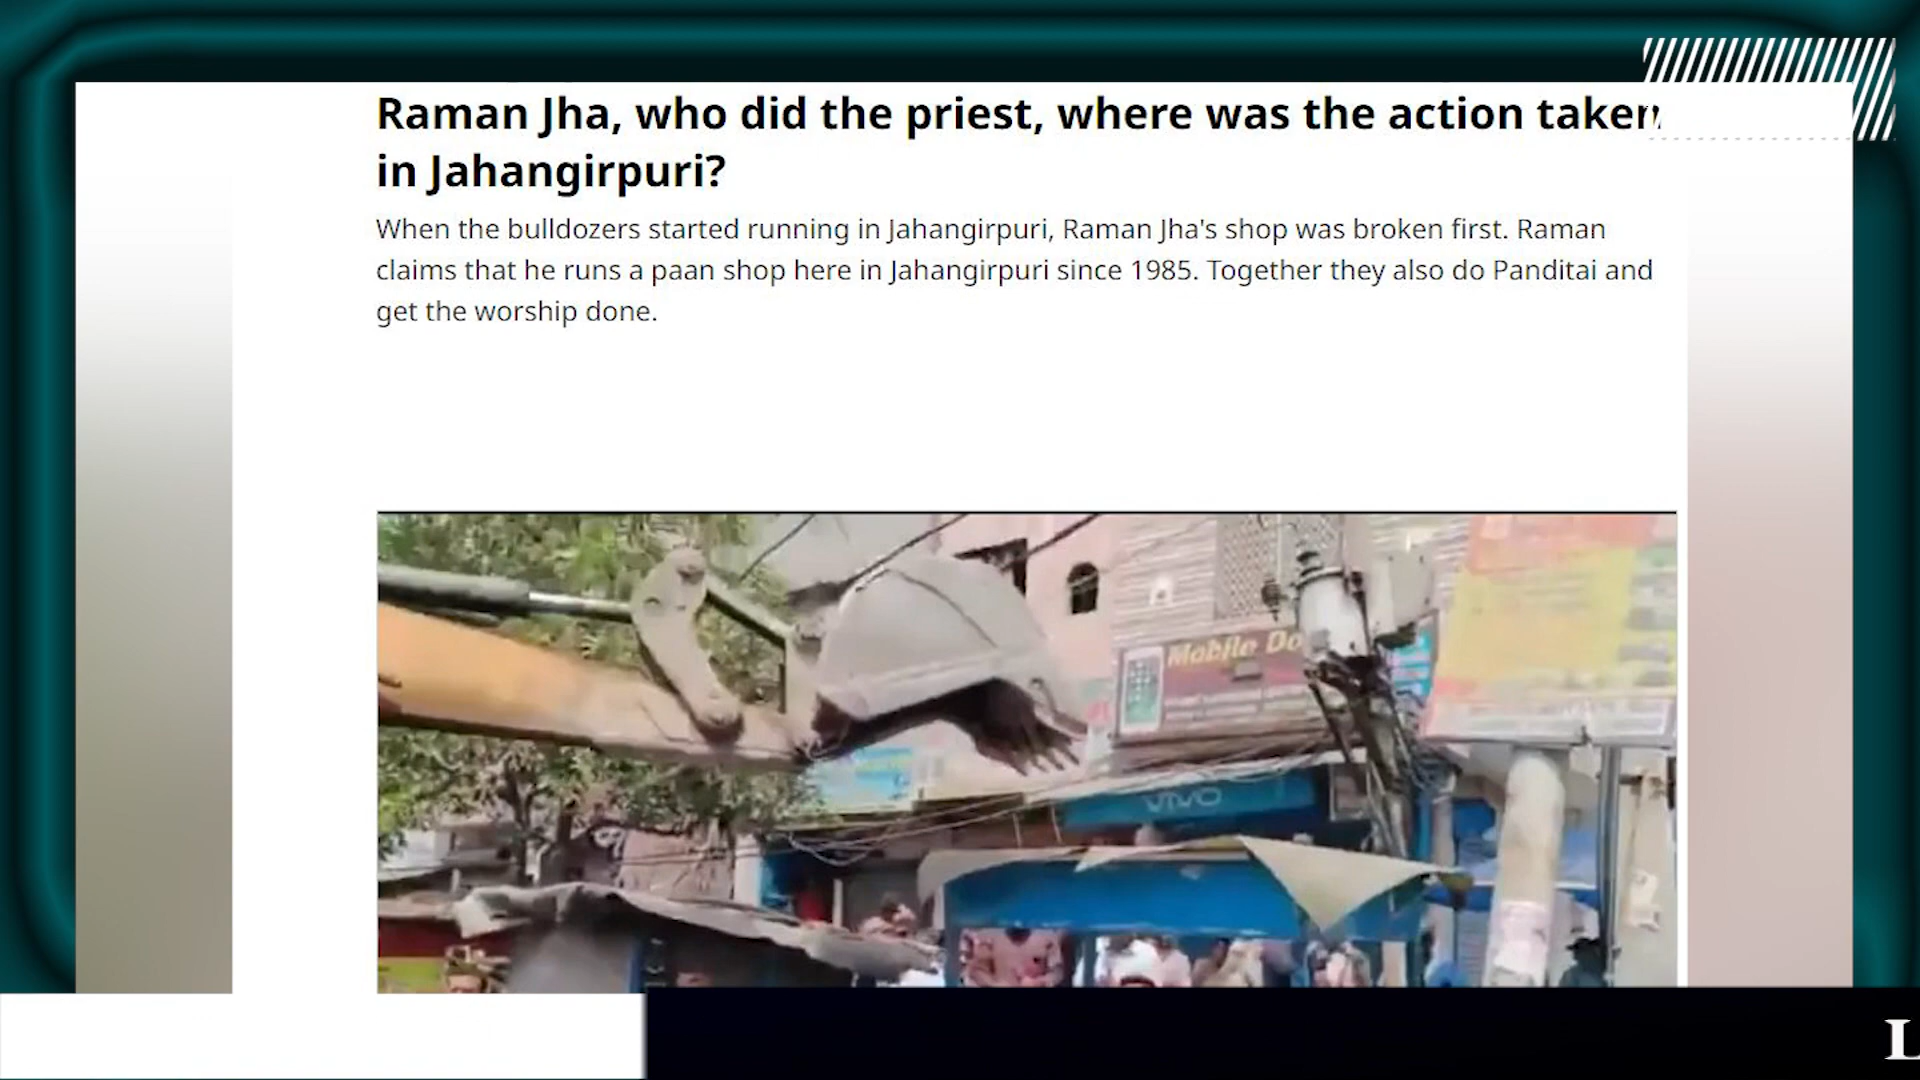 Raman Jha, who did the priest, where was the action taken
in Jahangirpuri?
When the bulldozers started running in Jahangirpuri, Raman Jha's shop was broken first. Raman
claims that he runs a paan shop here in Jahangirpuri since 1985. Together they also do Panditai and
get the worship done.
Mobile Do
vivo
L